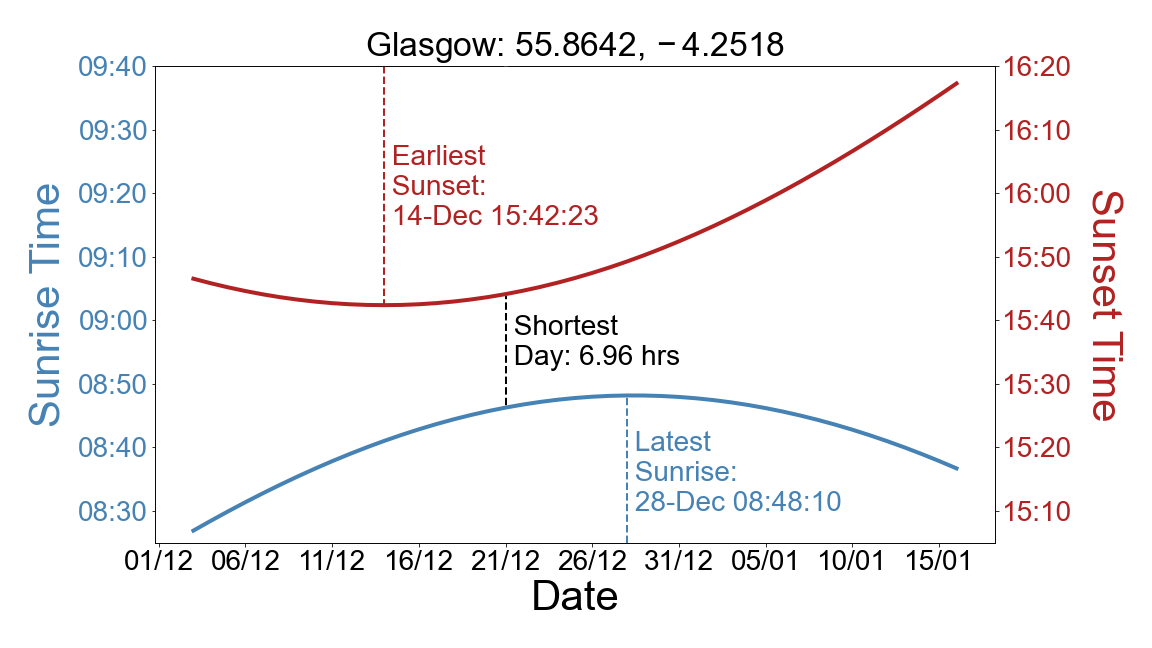 Glasgow: 55.8642, −4.2518
09:40
09:30
09:20
09:10
09:00
08:50
08:40
08:30
Sunrise Time
Earliest
Sunset:
14-Dec 15:42:23
Shortest
Day: 6.96 hrs
Latest
Sunrise:
28-Dec 08:48:10
16:20
16:10
16:00
15:50
15:40
15:30
15:20
15:10
Sunset Time
01/12 06/12 11/12 16/12 21/12 26/12 31/12 05/01 10/01 15/01
Date